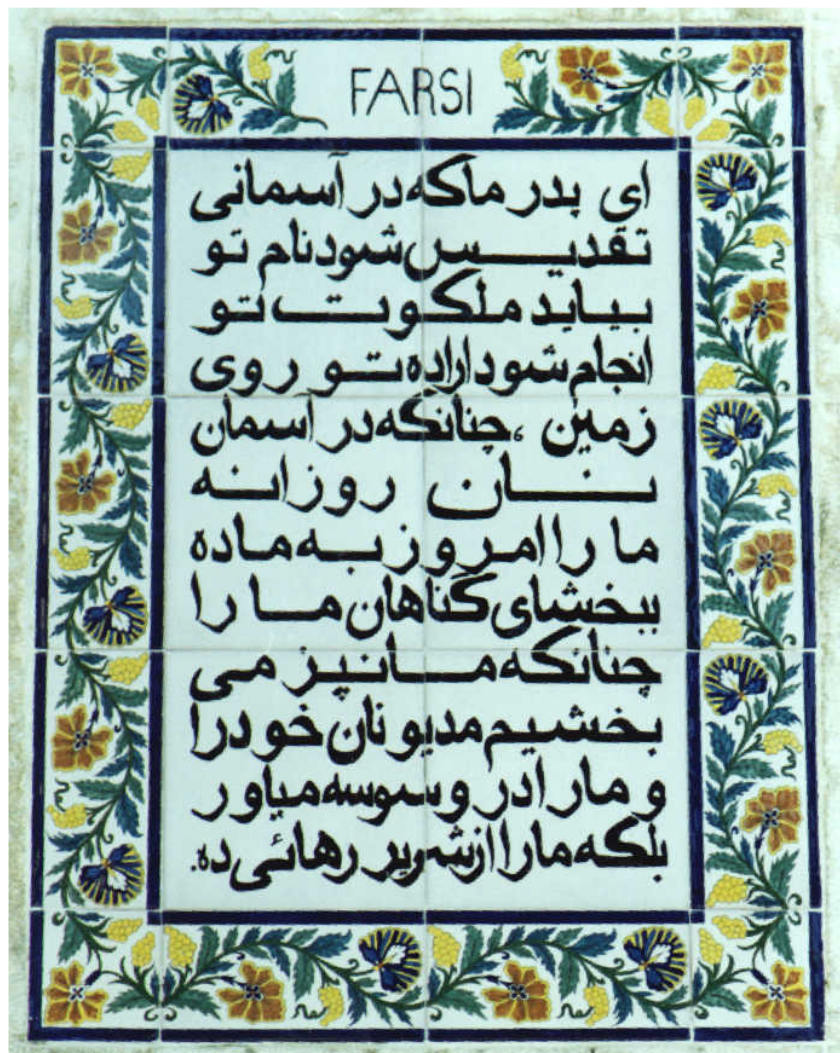 FARSI
ای پدر ما که در آسمانی
تقدیس شود نام تو
بیاید ملکوت تو
انجام شود اراده تو روی
زمین ، چنانکه در آسمان
نان روزانه
ما را امروز به ما ده
ببخشای گناهان ما را
چنانکه ما نیز می
بخشیم مدیونان خود را
و ما را در وسوسه میاور
بلکه ما را از شریر رهائی ده.